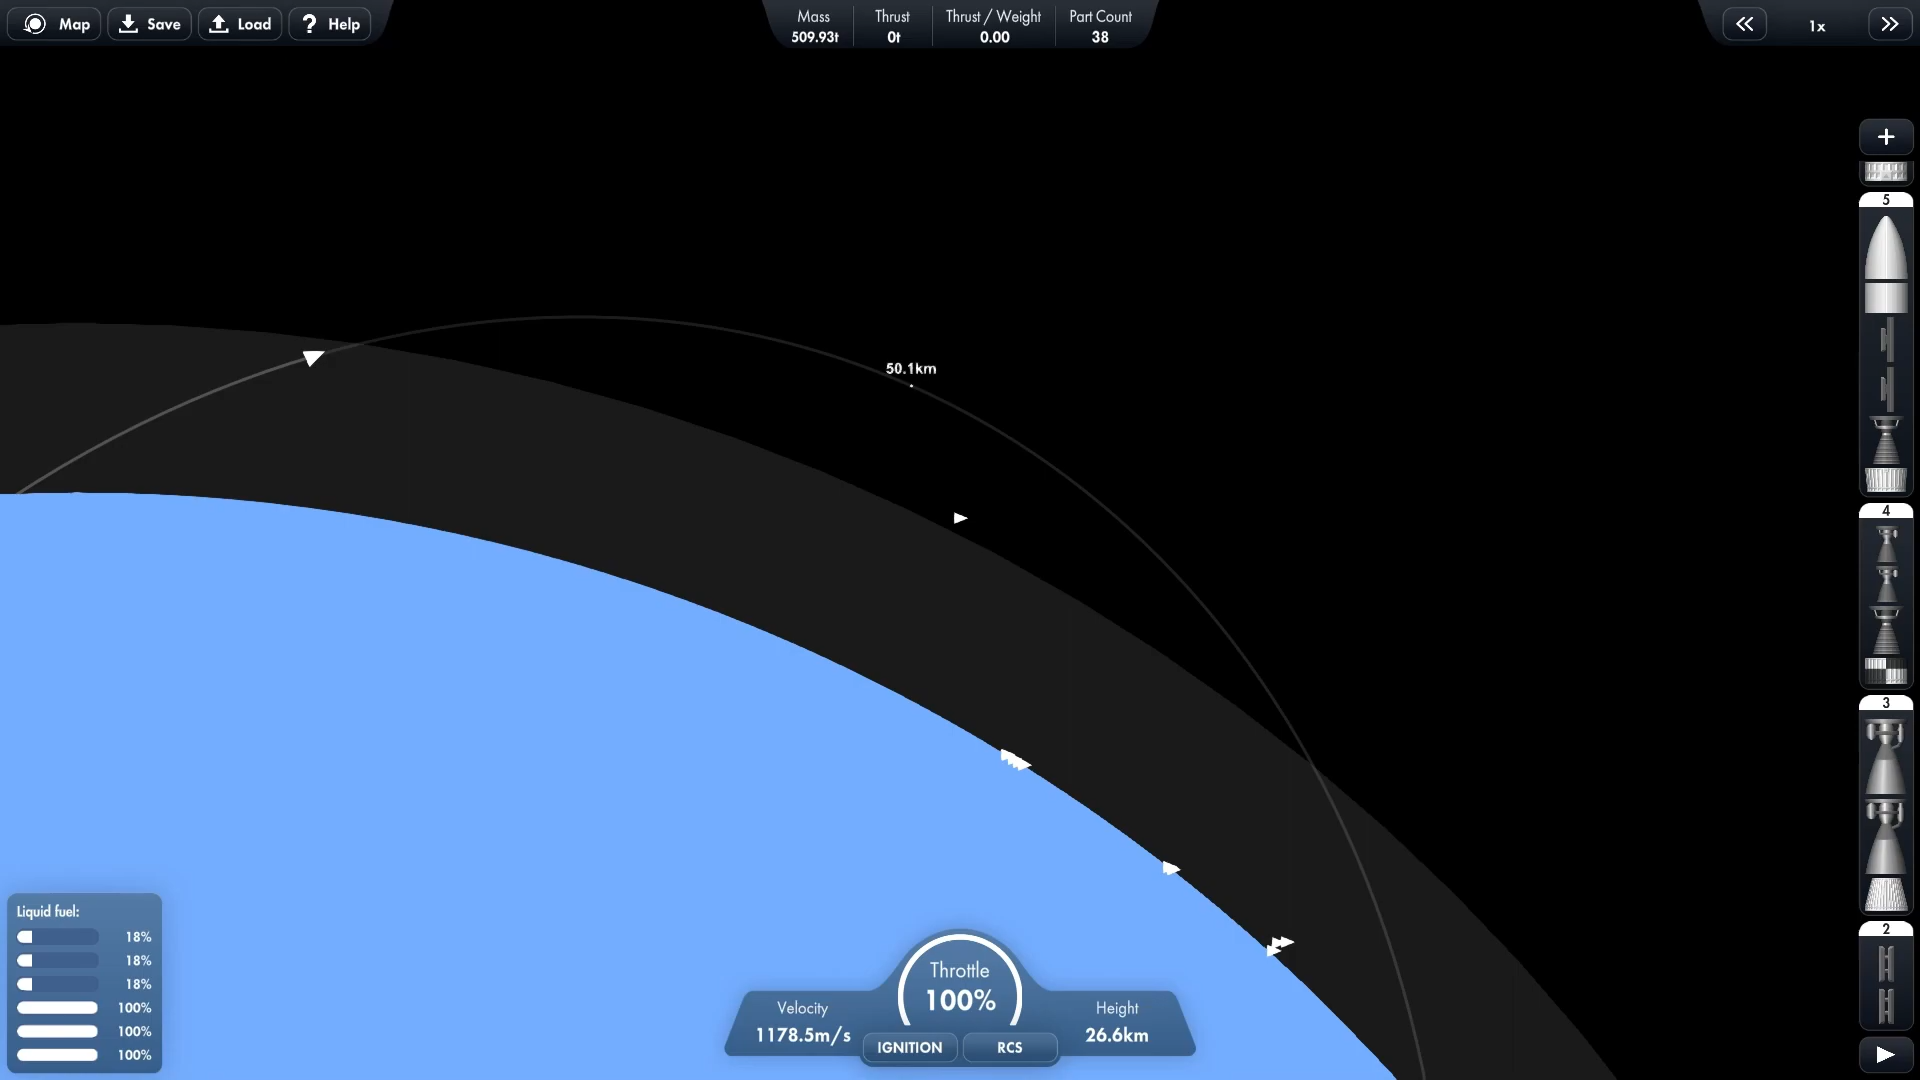 Map
Save
Load
Help
Mass
509.93t
Thrust
0t
Thrust / Weight
0.00
Part Count
38
1x
5
50.1km
4
3
2
Liquid fuel:
18%
18%
18%
100%
100%
100%
Throttle
100%
Velocity
1178.5m/s
Height
26.6km
IGNITION
RCS